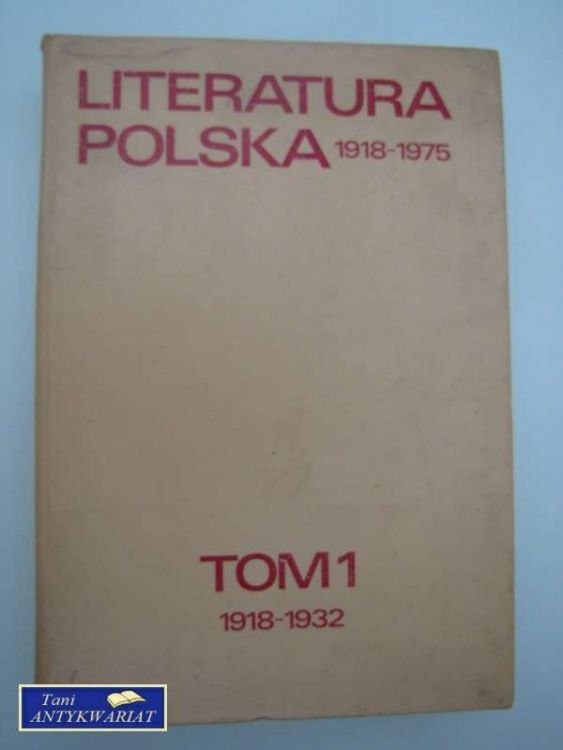 LITERATURA
POLSKA 1918-1975
TOM 1
1918-1932
Tani
ANTYKWARIAT